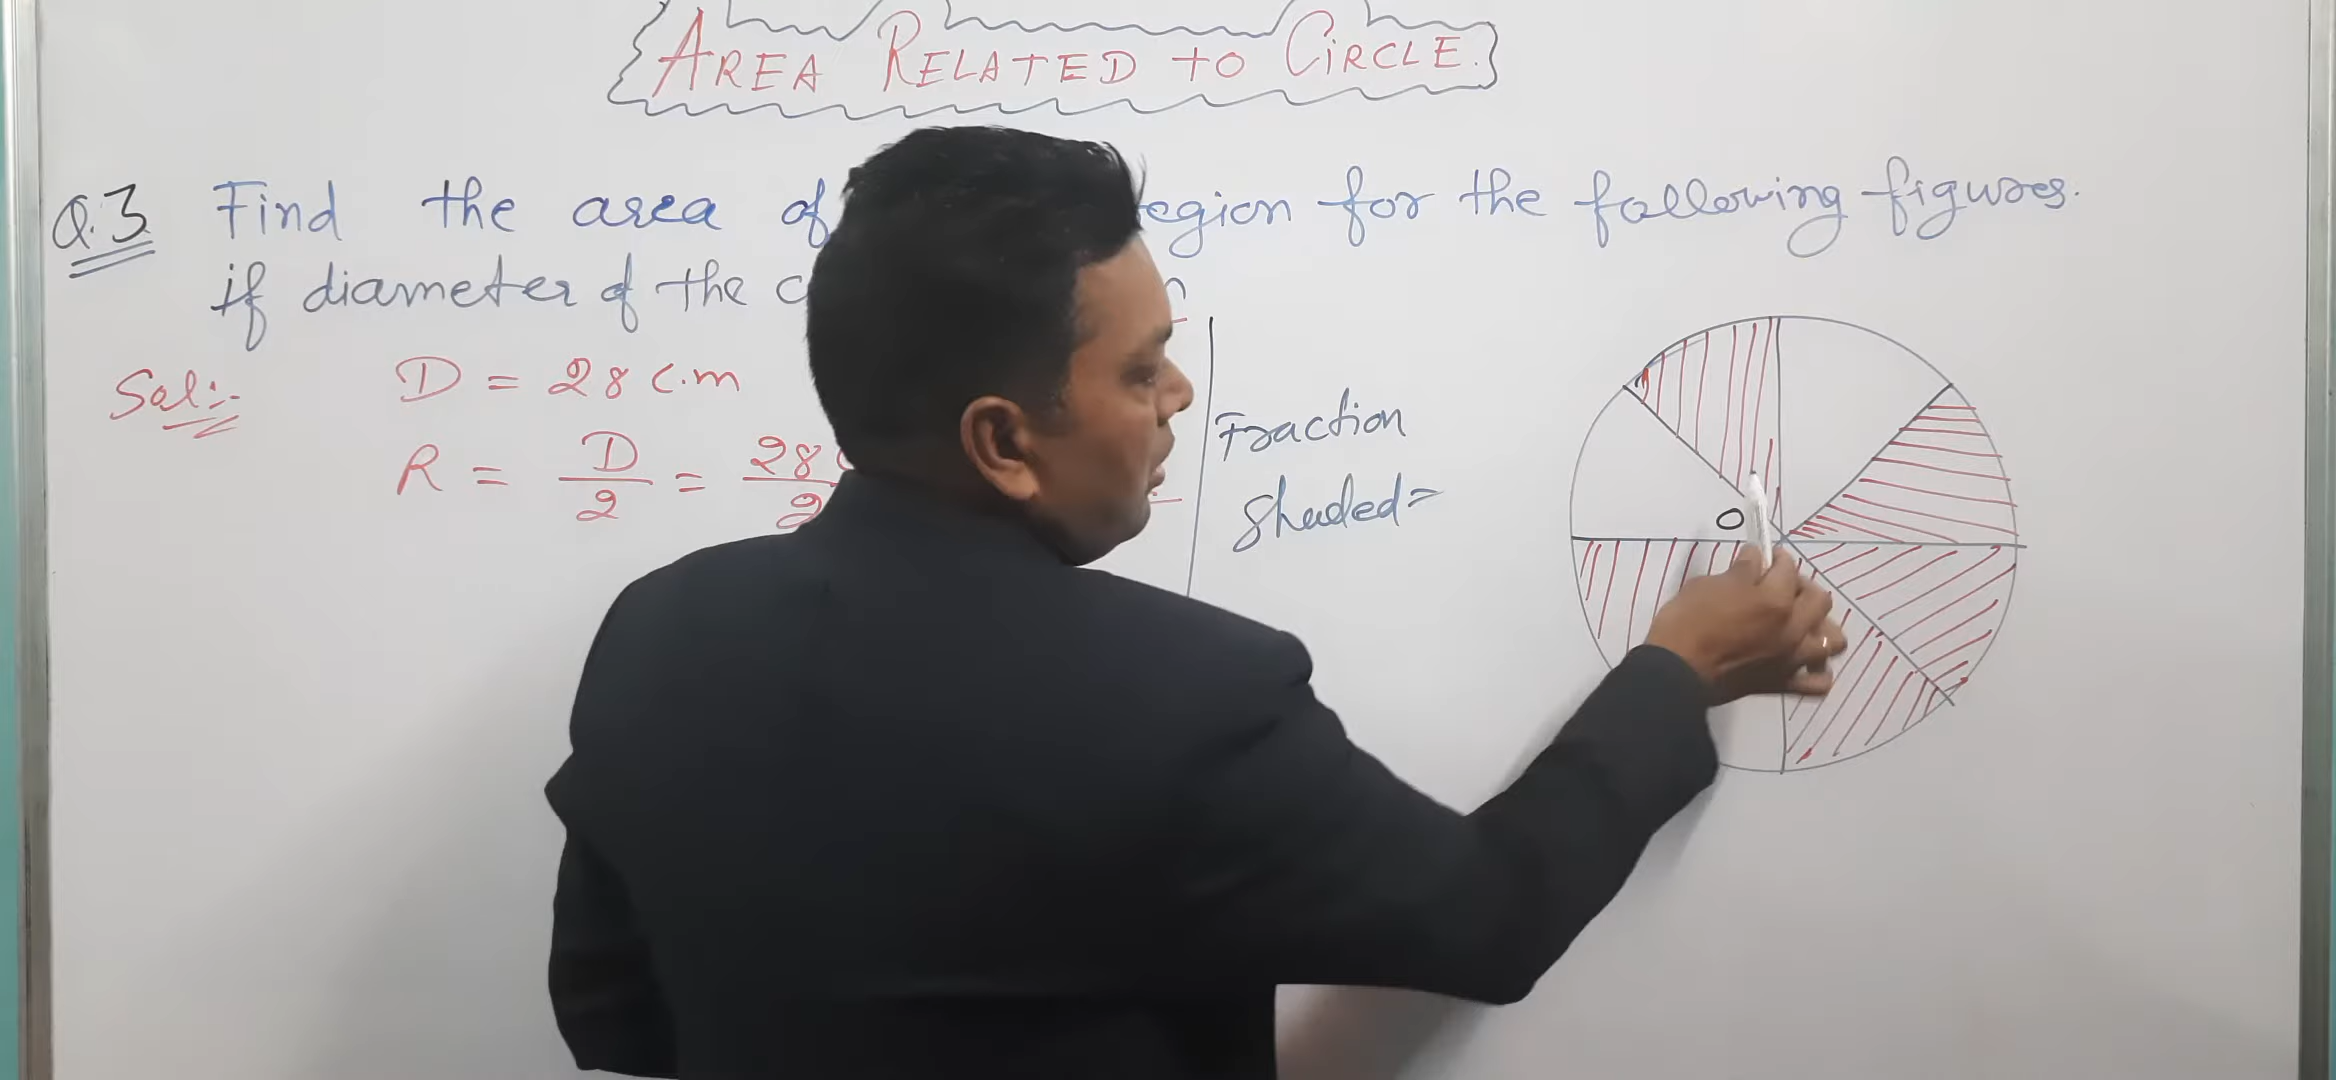 AREA RELATED TO CIRCLE.
Q.3 Find the area of egion for the following figures.
if diameter of the c
Sol:- D = 28 c.m
R = D/2 = 28/2
Fraction
Shaded=
O